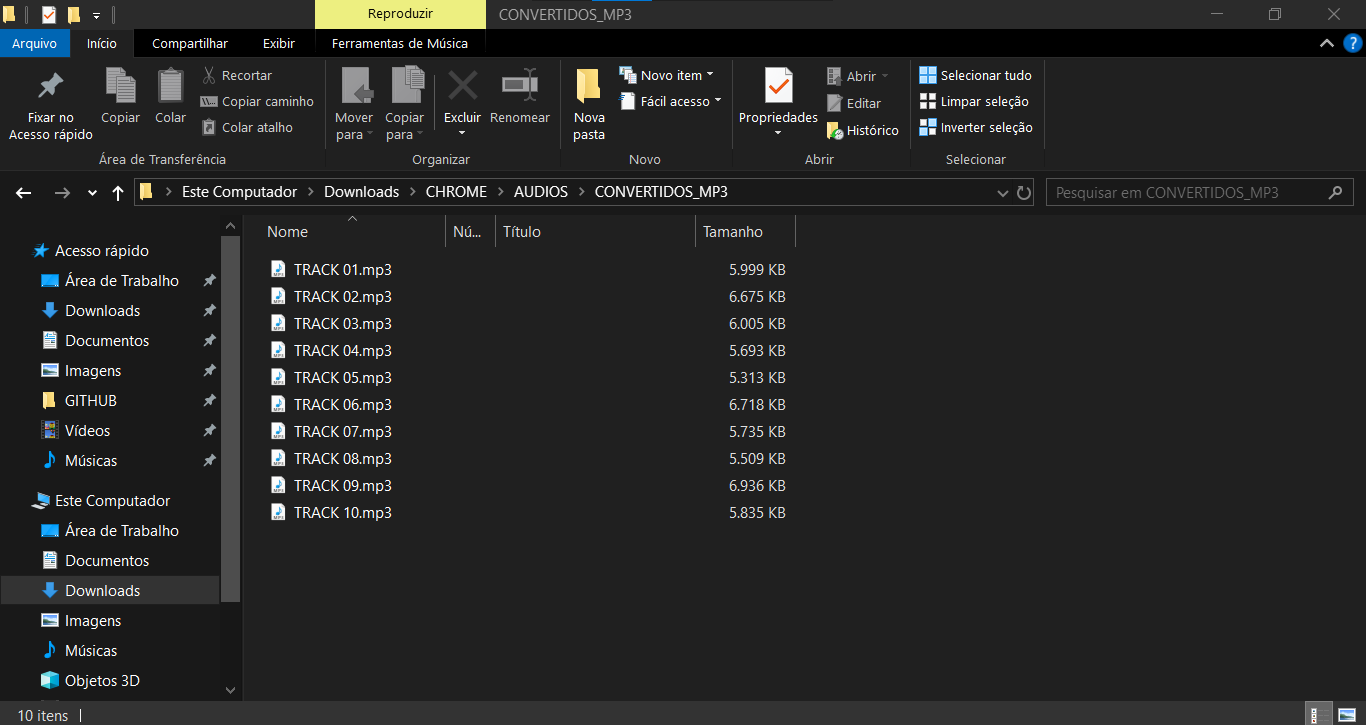 Reproduzir
CONVERTIDOS_MP3
Arquivo
Início
Compartilhar
Exibir
Ferramentas de Música
Fixar no
Acesso rápido
Copiar
Colar
Recortar
Copiar caminho
Colar atalho
Área de Transferência
Mover
para
Copiar
para
Excluir
Renomear
Organizar
Nova
pasta
Novo item
Fácil acesso
Novo
Propriedades
Abrir
Editar
Histórico
Abrir
Selecionar tudo
Limpar seleção
Inverter seleção
Selecionar
Este Computador > Downloads > CHROME > AUDIOS > CONVERTIDOS_MP3
Pesquisar em CONVERTIDOS_MP3
Acesso rápido
Área de Trabalho
Downloads
Documentos
Imagens
GITHUB
Vídeos
Músicas
Este Computador
Área de Trabalho
Documentos
Downloads
Imagens
Músicas
Objetos 3D
Nome Nú... Título Tamanho
TRACK 01.mp3 5.999 KB
TRACK 02.mp3 6.675 KB
TRACK 03.mp3 6.005 KB
TRACK 04.mp3 5.693 KB
TRACK 05.mp3 5.313 KB
TRACK 06.mp3 6.718 KB
TRACK 07.mp3 5.735 KB
TRACK 08.mp3 5.509 KB
TRACK 09.mp3 6.936 KB
TRACK 10.mp3 5.835 KB
10 itens